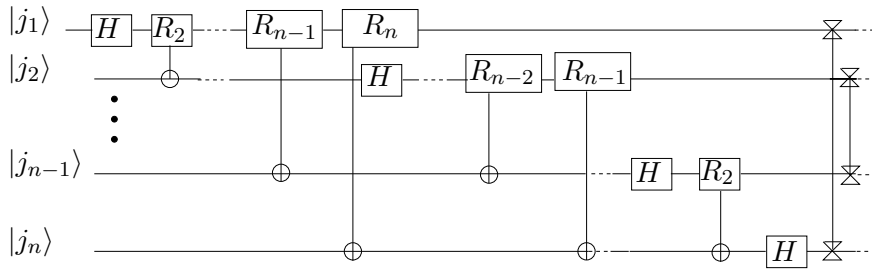 |j₁⟩ H R₂ Rₙ₋₁ Rₙ
|j₂⟩ H Rₙ₋₂ Rₙ₋₁
|jₙ₋₁⟩ H R₂
|jₙ⟩ H